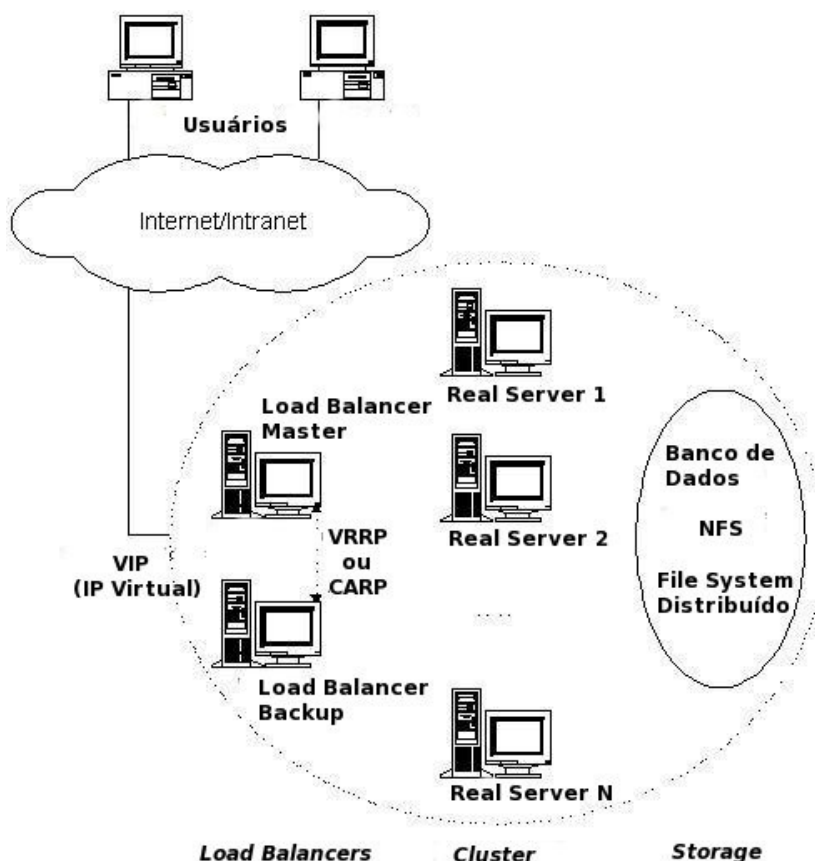 Usuários
Internet/Intranet
Real Server 1
Load Balancer
Master
Real Server 2
VRRP
ou
CARP
VIP
(IP Virtual)
Load Balancer
Backup
....
Real Server N
Banco de
Dados
NFS
File System
Distribuído
Load Balancers
Cluster
Storage